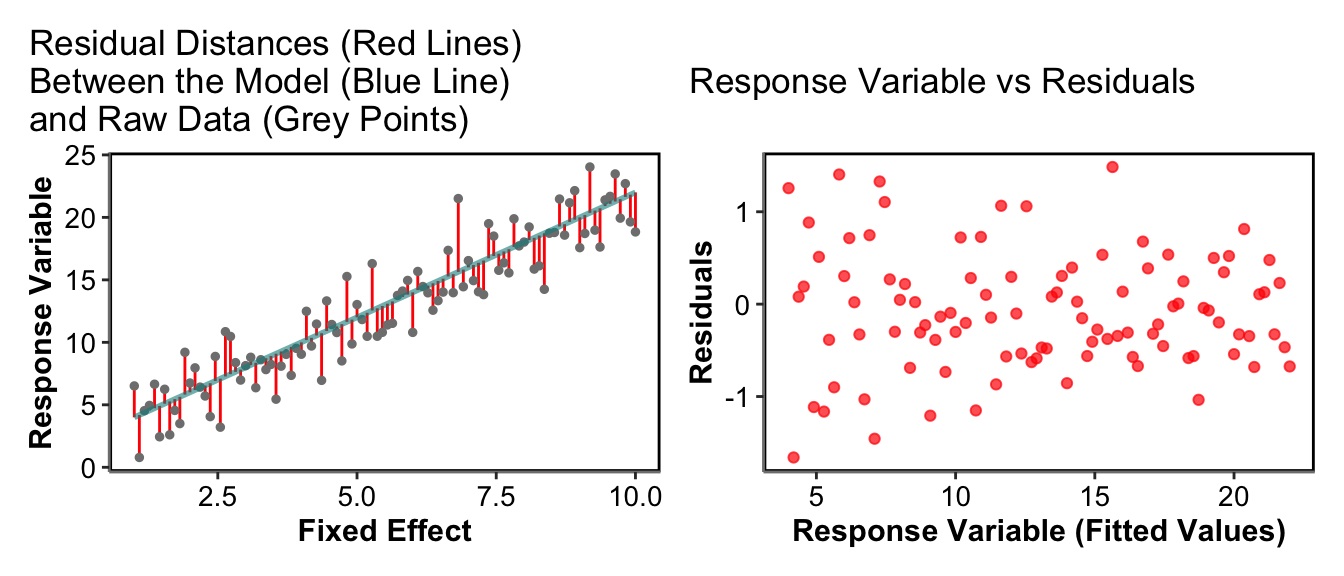 Residual Distances (Red Lines)
Between the Model (Blue Line)
and Raw Data (Grey Points)
25
20
15
10
5
0
Response Variable
2.5 5.0 7.5 10.0
Fixed Effect
Response Variable vs Residuals
1
0
-1
Residuals
5 10 15 20
Response Variable (Fitted Values)